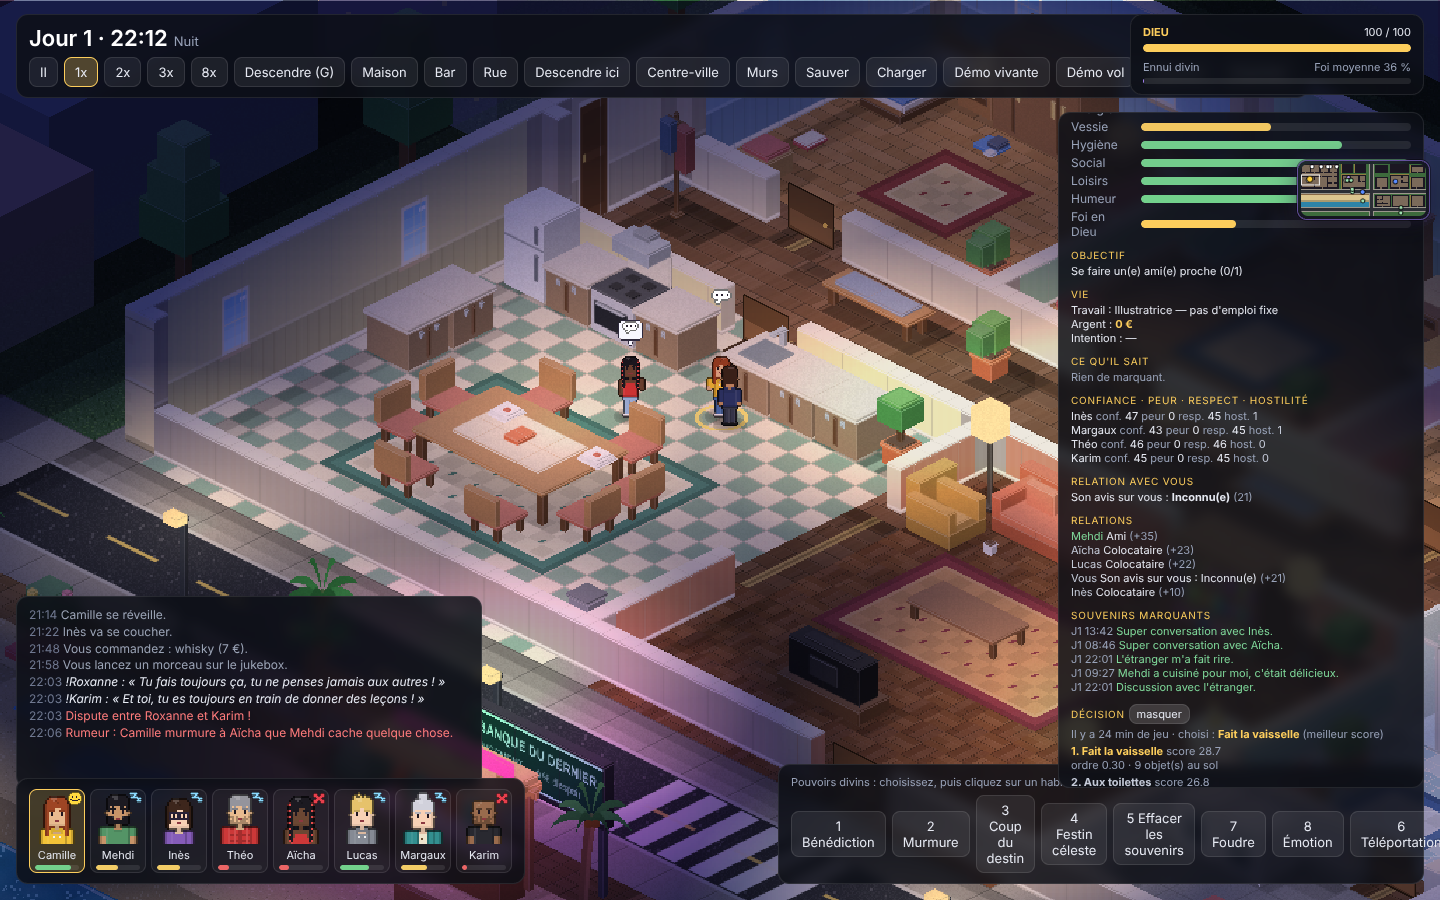 Jour 1 · 22:12 Nuit
II 1x 2x 3x 8x Descendre (G) Maison Bar Rue Descendre ici Centre-ville Murs Sauver Charger Démo vivante Démo vol
DIEU 100 / 100
Ennui divin Foi moyenne 36 %
Vessie
Hygiène
Social
Loisirs
Humeur
Foi en
Dieu
OBJECTIF
Se faire un(e) ami(e) proche (0/1)
VIE
Travail : Illustratrice — pas d'emploi fixe
Argent : 0 €
Intention : —
CE QU'IL SAIT
Rien de marquant.
CONFIANCE · PEUR · RESPECT · HOSTILITÉ
Inès conf. 47 peur 0 resp. 45 host. 1
Margaux conf. 43 peur 0 resp. 45 host. 1
Théo conf. 46 peur 0 resp. 46 host. 0
Karim conf. 45 peur 0 resp. 45 host. 0
RELATION AVEC VOUS
Son avis sur vous : Inconnu(e) (21)
RELATIONS
Mehdi Ami (+35)
Aïcha Colocataire (+23)
Lucas Colocataire (+22)
Vous Son avis sur vous : Inconnu(e) (+21)
Inès Colocataire (+10)
SOUVENIRS MARQUANTS
J1 13:42 Super conversation avec Inès.
J1 08:46 Super conversation avec Aïcha.
J1 22:01 L'étranger m'a fait rire.
J1 09:27 Mehdi a cuisiné pour moi, c'était délicieux.
J1 22:01 Discussion avec l'étranger.
DÉCISION masquer
Il y a 24 min de jeu · choisi : Fait la vaisselle (meilleur score)
1. Fait la vaisselle score 28.7
ordre 0.30 · 9 objet(s) au sol
2. Aux toilettes score 26.8
21:14 Camille se réveille.
21:22 Inès va se coucher.
21:48 Vous commandez : whisky (7 €).
21:58 Vous lancez un morceau sur le jukebox.
22:03 !Roxanne : « Tu fais toujours ça, tu ne penses jamais aux autres ! »
22:03 !Karim : « Et toi, tu es toujours en train de donner des leçons ! »
22:03 Dispute entre Roxanne et Karim !
22:06 Rumeur : Camille murmure à Aïcha que Mehdi cache quelque chose.
BANQUE DU DERNIER
Camille Mehdi Inès Théo Aïcha Lucas Margaux Karim
Pouvoirs divins : choisissez, puis cliquez sur un hab
1
Bénédiction
2
Murmure
3
Coup
du
destin
4
Festin
céleste
5 Effacer
les
souvenirs
7
Foudre
8
Émotion
6
Téléportation